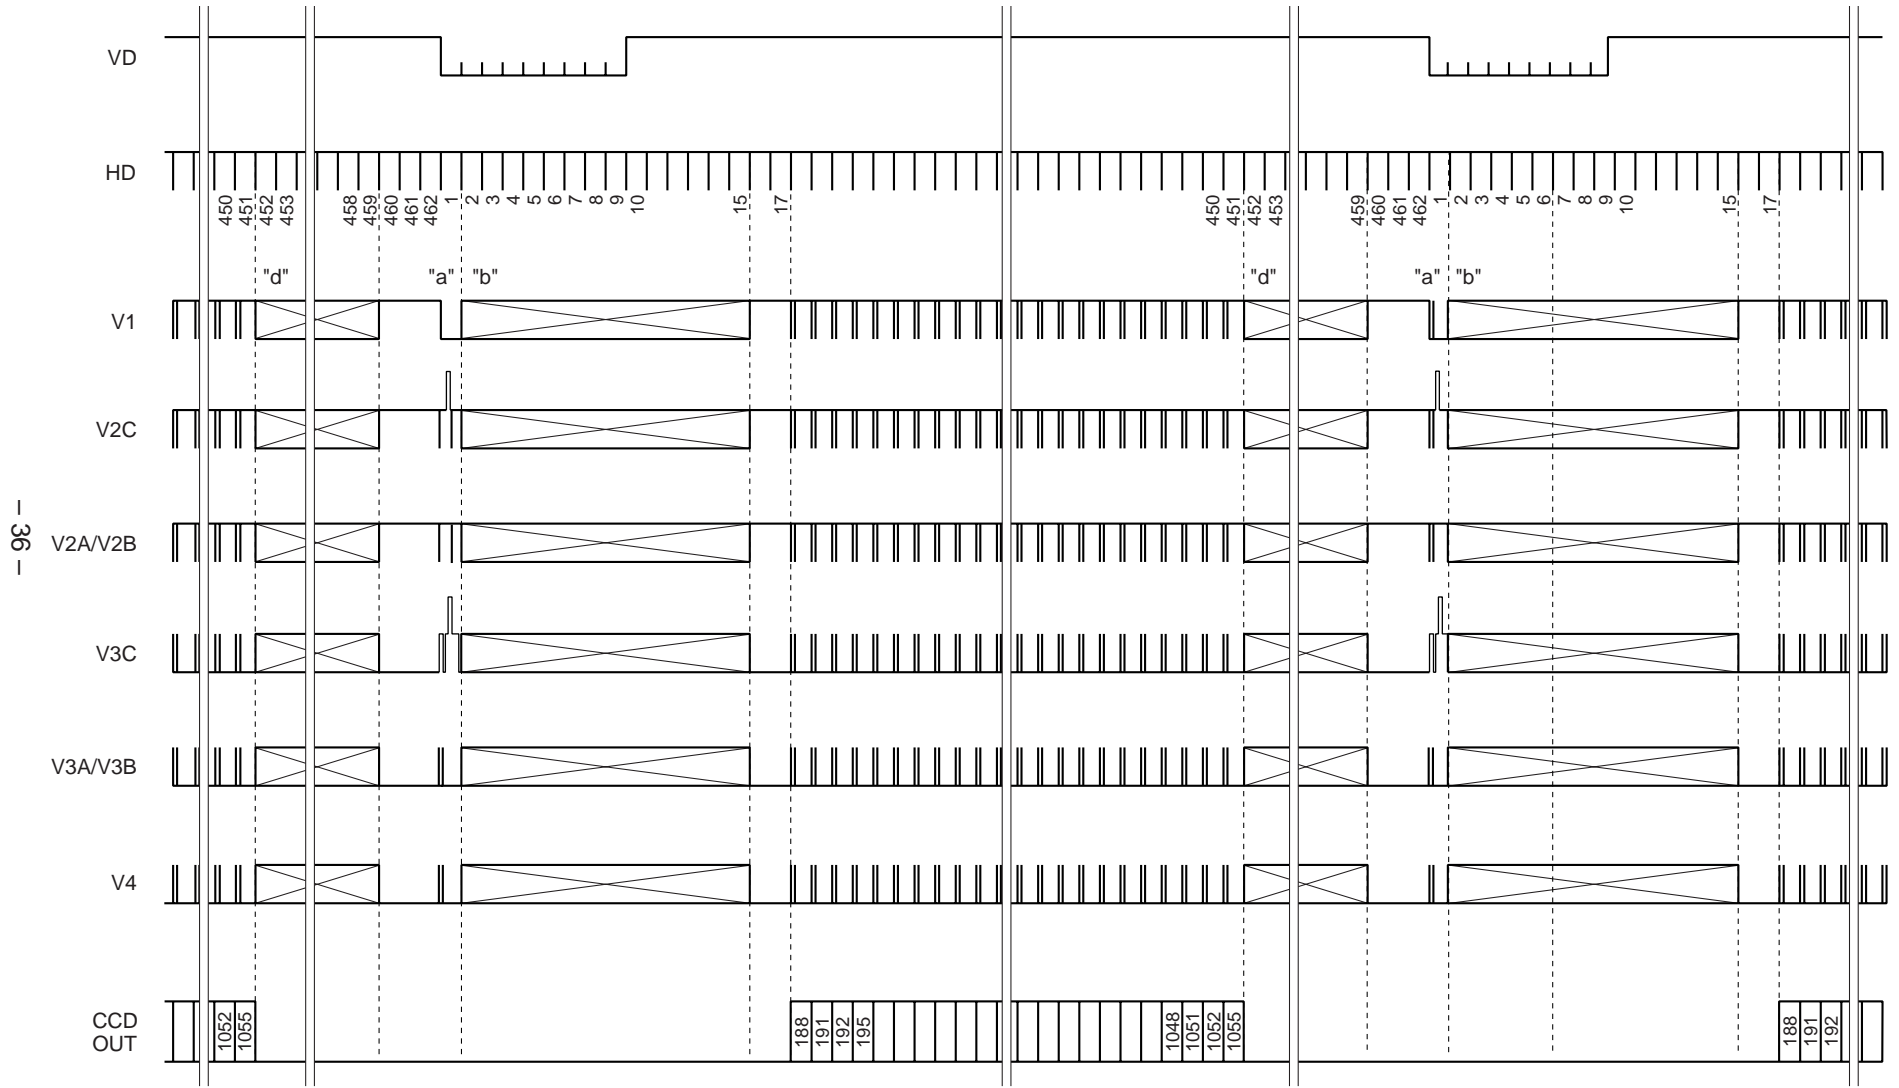 VD
HD
450 451 452 453 458 459 460 461 462 1 2 3 4 5 6 7 8 9 10 15 17 450 451 452 453 459 460 461 462 1 2 3 4 5 6 7 8 9 10 15 17
"d" "a" "b" "d" "a" "b"
V1
V2C
V2A/V2B
V3C
V3A/V3B
V4
CCD
OUT
1052 1055 188 191 192 195 1048 1051 1052 1055 188 191 192
– 36 –